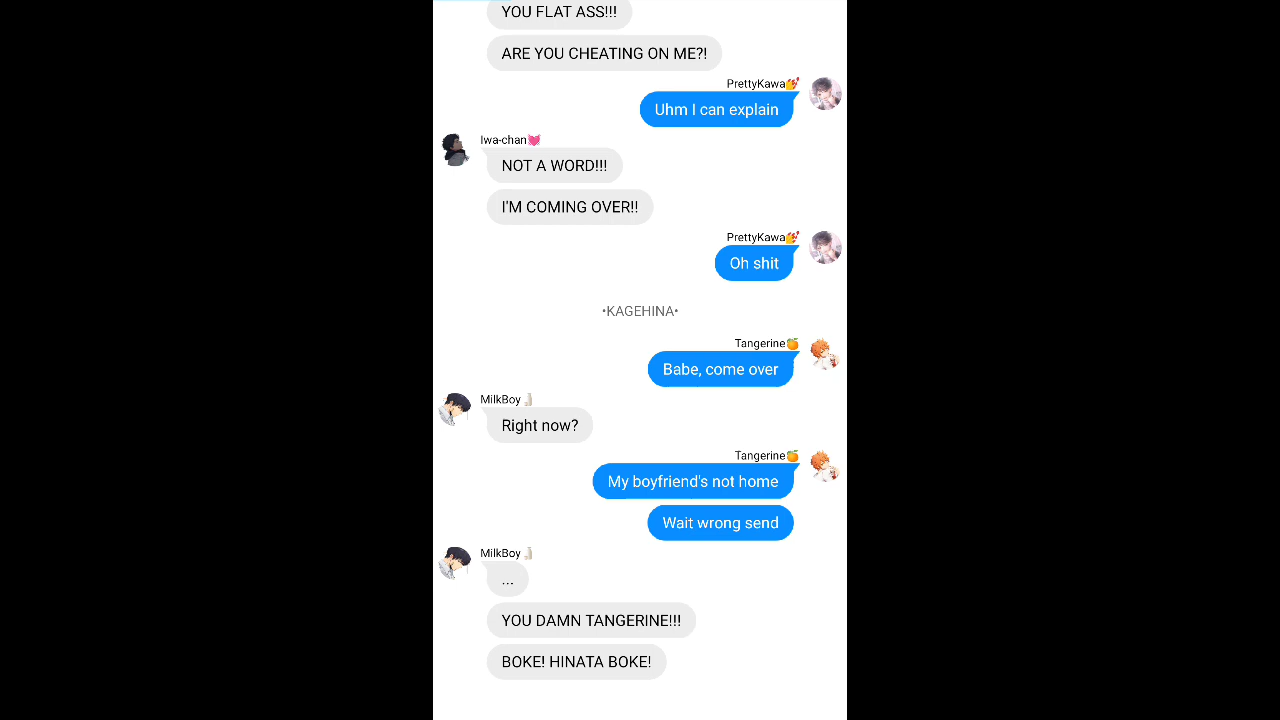 YOU FLAT ASS!!!
ARE YOU CHEATING ON ME?!
PrettyKawa💅
Uhm I can explain
Iwa-chan💓
NOT A WORD!!!
I'M COMING OVER!!
PrettyKawa💅
Oh shit
•KAGEHINA•
Tangerine🍊
Babe, come over
MilkBoy🥛
Right now?
Tangerine🍊
My boyfriend's not home
Wait wrong send
MilkBoy🥛
...
YOU DAMN TANGERINE!!!
BOKE! HINATA BOKE!